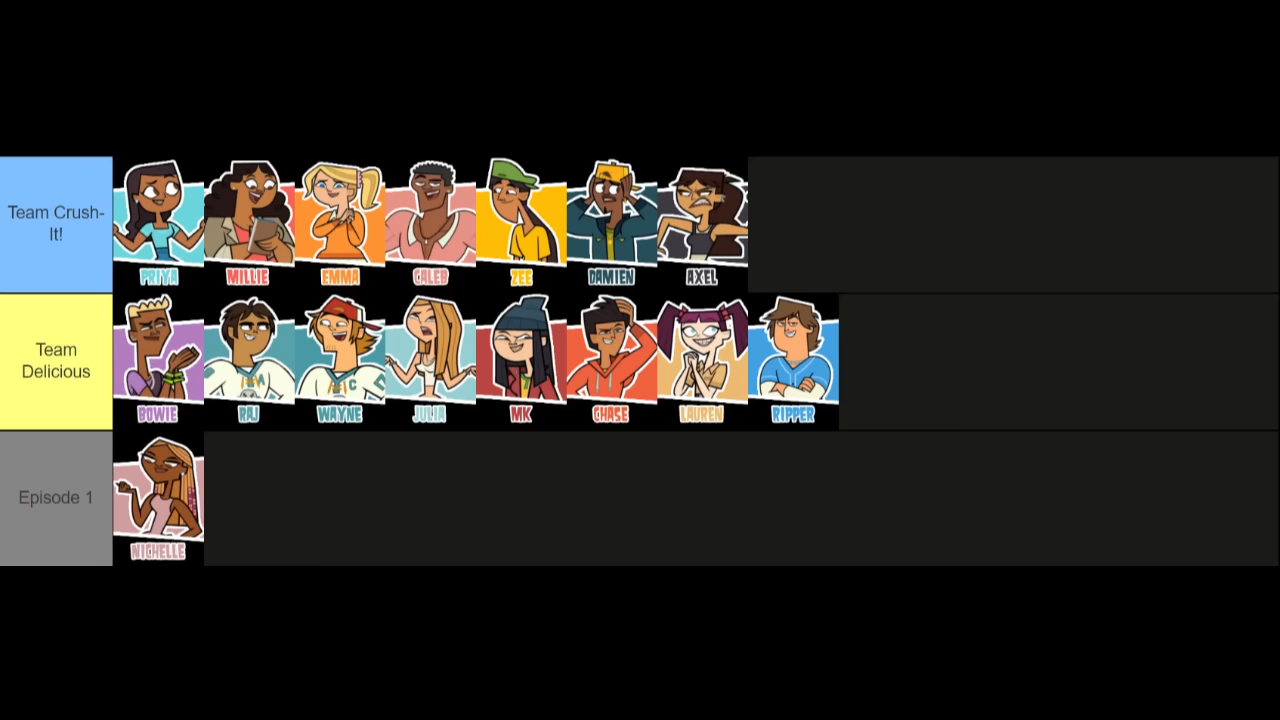 Team Crush-
It!
PRIYA MILLIE EMMA CALEB ZEE DAMIEN AXEL
Team
Delicious
BOWIE RAJ WAYNE JULIA MK CHASE LAUREN RIPPER
Episode 1
NICHELLE